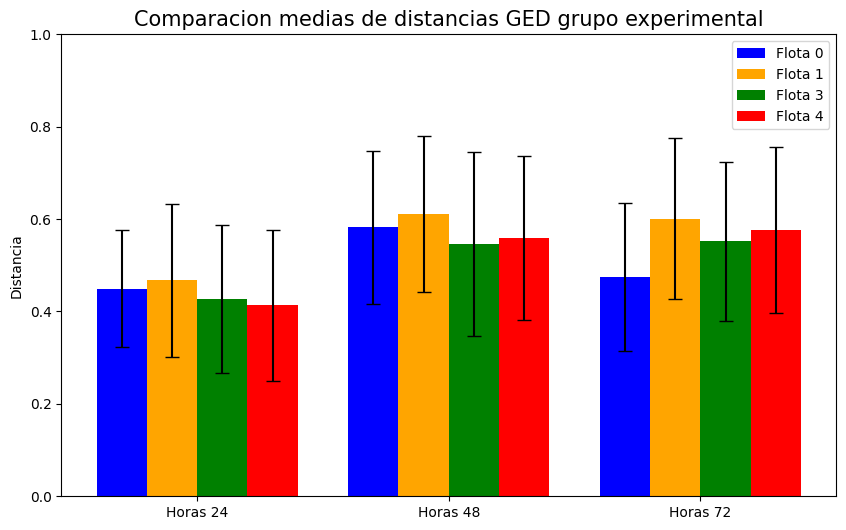 Comparacion medias de distancias GED grupo experimental
1.0
0.8
0.6
0.4
0.2
0.0
Distancia
Flota 0
Flota 1
Flota 3
Flota 4
Horas 24
Horas 48
Horas 72